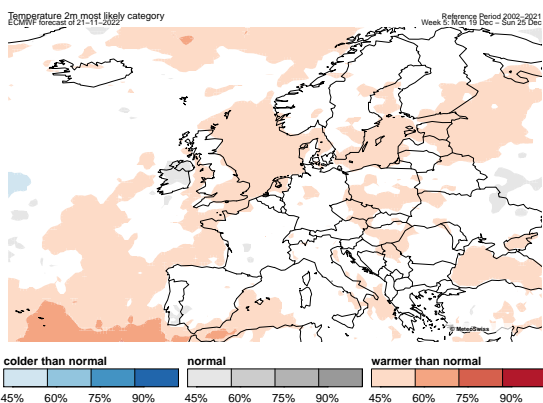 Temperature 2m most likely category
ECMWF forecast of 21−11−2022
Reference Period 2002−2021
Week 5: Mon 19 Dec − Sun 25 Dec
© MeteoSwiss
colder than normal
normal
warmer than normal
45% 60% 75% 90% 45% 60% 75% 90% 45% 60% 75% 90%